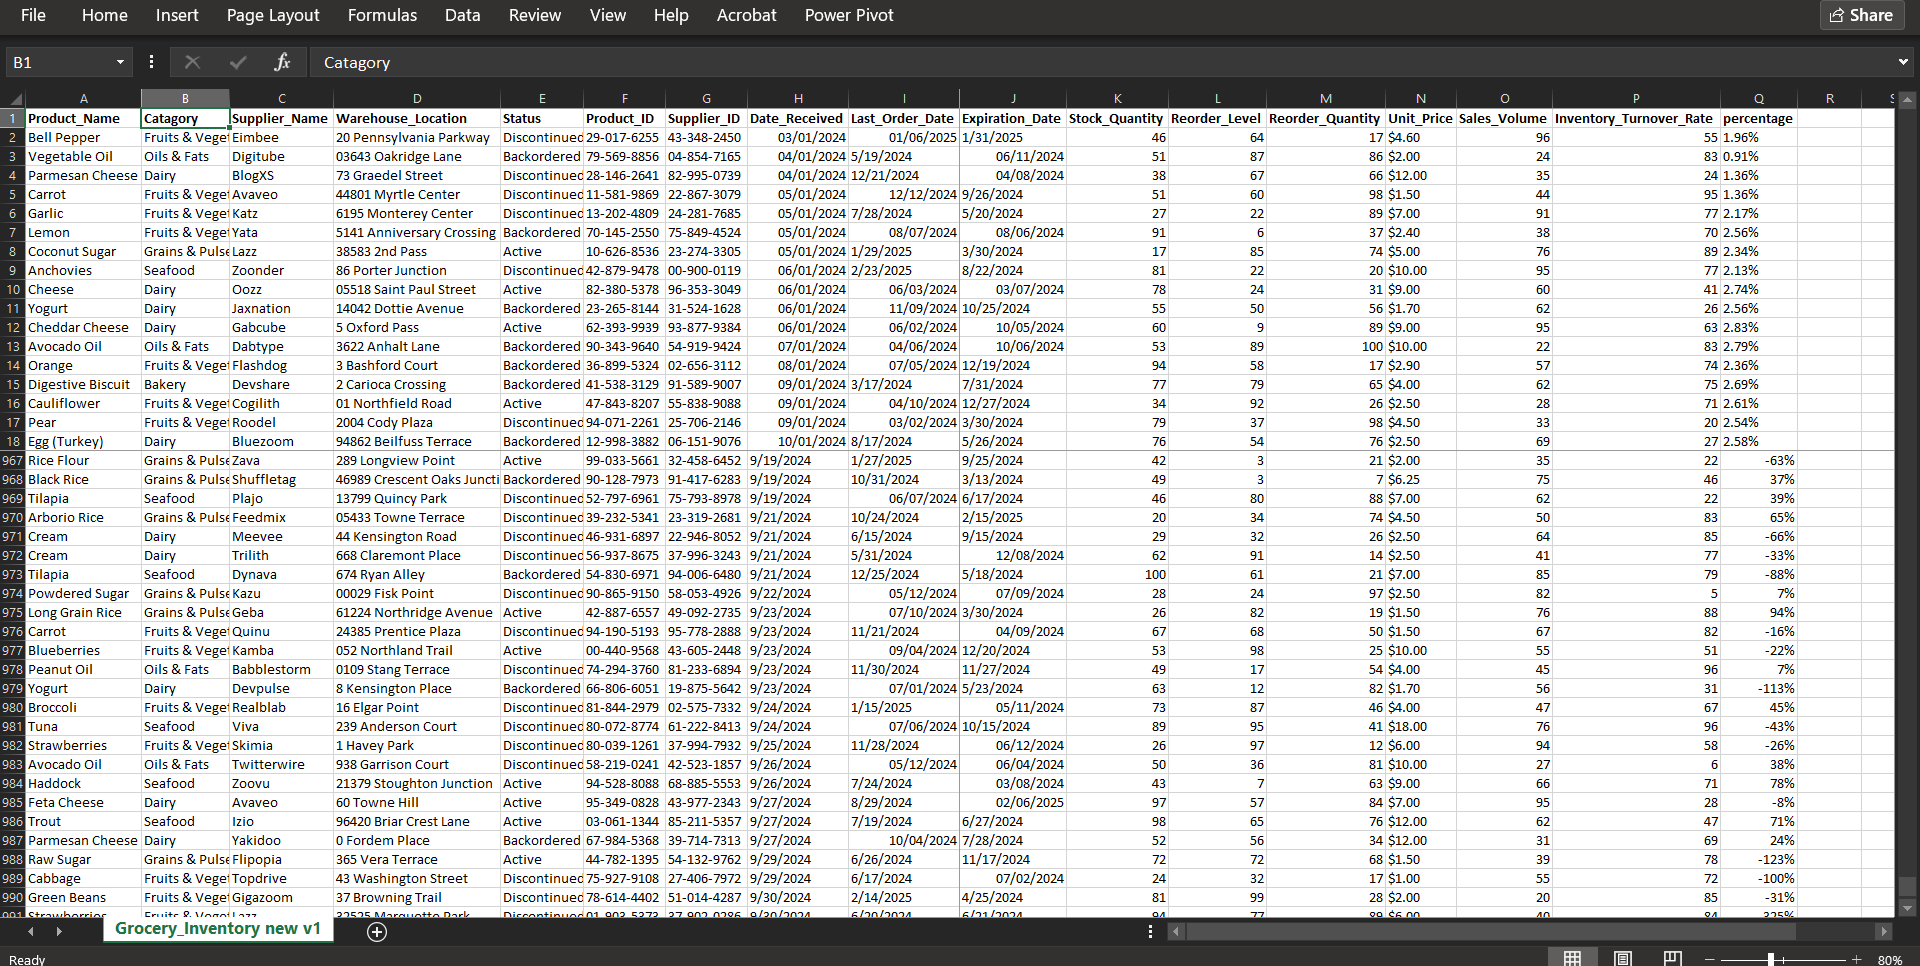 File Home Insert Page Layout Formulas Data Review View Help Acrobat Power Pivot Share
B1 fx Catagory
A B C D E F G H I J K L M N O P Q R S
1 Product_Name Catagory Supplier_Name Warehouse_Location Status Product_ID Supplier_ID Date_Received Last_Order_Date Expiration_Date Stock_Quantity Reorder_Level Reorder_Quantity Unit_Price Sales_Volume Inventory_Turnover_Rate percentage
2 Bell Pepper Fruits & Veget Eimbee 20 Pennsylvania Parkway Discontinued 29-017-6255 43-348-2450 03/01/2024 01/06/2025 1/31/2025 46 64 17 $4.60 96 55 1.96%
3 Vegetable Oil Oils & Fats Digitube 03643 Oakridge Lane Backordered 79-569-8856 04-854-7165 04/01/2024 5/19/2024 06/11/2024 51 87 86 $2.00 24 83 0.91%
4 Parmesan Cheese Dairy BlogXS 73 Graedel Street Discontinued 28-146-2641 82-995-0739 04/01/2024 12/21/2024 04/08/2024 38 67 66 $12.00 35 24 1.36%
5 Carrot Fruits & Veget Avaveo 44801 Myrtle Center Discontinued 11-581-9869 22-867-3079 05/01/2024 12/12/2024 9/26/2024 51 60 98 $1.50 44 95 1.36%
6 Garlic Fruits & Veget Katz 6195 Monterey Center Discontinued 13-202-4809 24-281-7685 05/01/2024 7/28/2024 5/20/2024 27 22 89 $7.00 91 77 2.17%
7 Lemon Fruits & Veget Yata 5141 Anniversary Crossing Backordered 70-145-2550 75-849-4524 05/01/2024 08/07/2024 08/06/2024 91 6 37 $2.40 38 70 2.56%
8 Coconut Sugar Grains & Pulse Lazz 38583 2nd Pass Active 10-626-8536 23-274-3305 05/01/2024 1/29/2025 3/30/2024 17 85 74 $5.00 76 89 2.34%
9 Anchovies Seafood Zoonder 86 Porter Junction Discontinued 42-879-9478 00-900-0119 06/01/2024 2/23/2025 8/22/2024 81 22 20 $10.00 95 77 2.13%
10 Cheese Dairy Oozz 05518 Saint Paul Street Active 82-380-5378 96-353-3049 06/01/2024 06/03/2024 03/07/2024 78 24 31 $9.00 60 41 2.74%
11 Yogurt Dairy Jaxnation 14042 Dottie Avenue Backordered 23-265-8144 31-524-1628 06/01/2024 11/09/2024 10/25/2024 55 50 56 $1.70 62 26 2.56%
12 Cheddar Cheese Dairy Gabcube 5 Oxford Pass Active 62-393-9939 93-877-9384 06/01/2024 06/02/2024 10/05/2024 60 9 89 $9.00 95 63 2.83%
13 Avocado Oil Oils & Fats Dabtype 3622 Anhalt Lane Backordered 90-343-9640 54-919-9424 07/01/2024 04/06/2024 10/06/2024 53 89 100 $10.00 22 83 2.79%
14 Orange Fruits & Veget Flashdog 3 Bashford Court Backordered 36-899-5324 02-656-3112 08/01/2024 07/05/2024 12/19/2024 94 58 17 $2.90 57 74 2.36%
15 Digestive Biscuit Bakery Devshare 2 Carioca Crossing Backordered 41-538-3129 91-589-9007 09/01/2024 3/17/2024 7/31/2024 77 79 65 $4.00 62 75 2.69%
16 Cauliflower Fruits & Veget Cogilith 01 Northfield Road Active 47-843-8207 55-838-9088 09/01/2024 04/10/2024 12/27/2024 34 92 26 $2.50 28 71 2.61%
17 Pear Fruits & Veget Roodel 2004 Cody Plaza Discontinued 94-071-2261 25-706-2146 09/01/2024 03/02/2024 3/30/2024 79 37 98 $4.50 33 20 2.54%
18 Egg (Turkey) Dairy Bluezoom 94862 Beilfuss Terrace Backordered 12-998-3882 06-151-9076 10/01/2024 8/17/2024 5/26/2024 76 54 76 $2.50 69 27 2.58%
967 Rice Flour Grains & Pulse Zava 289 Longview Point Active 99-033-5661 32-458-6452 9/19/2024 1/27/2025 9/25/2024 42 3 21 $2.00 35 22 -63%
968 Black Rice Grains & Pulse Shuffletag 46989 Crescent Oaks Juncti Backordered 90-128-7973 91-417-6283 9/19/2024 10/31/2024 3/13/2024 49 3 7 $6.25 75 46 37%
969 Tilapia Seafood Plajo 13799 Quincy Park Discontinued 52-797-6961 75-793-8978 9/19/2024 06/07/2024 6/17/2024 46 80 88 $7.00 62 22 39%
970 Arborio Rice Grains & Pulse Feedmix 05433 Towne Terrace Discontinued 39-232-5341 23-319-2681 9/21/2024 10/24/2024 2/15/2025 20 34 74 $4.50 50 83 65%
971 Cream Dairy Meevee 44 Kensington Road Discontinued 46-931-6897 22-946-8052 9/21/2024 6/15/2024 9/15/2024 29 32 26 $2.50 64 85 -66%
972 Cream Dairy Trilith 668 Claremont Place Discontinued 56-937-8675 37-996-3243 9/21/2024 5/31/2024 12/08/2024 62 91 14 $2.50 41 77 -33%
973 Tilapia Seafood Dynava 674 Ryan Alley Backordered 54-830-6971 94-006-6480 9/21/2024 12/25/2024 5/18/2024 100 61 21 $7.00 85 79 -88%
974 Powdered Sugar Grains & Pulse Kazu 00029 Fisk Point Discontinued 90-865-9150 58-053-4926 9/22/2024 05/12/2024 07/09/2024 28 24 97 $2.50 82 5 7%
975 Long Grain Rice Grains & Pulse Geba 61224 Northridge Avenue Active 42-887-6557 49-092-2735 9/23/2024 07/10/2024 3/30/2024 26 82 19 $1.50 76 88 94%
976 Carrot Fruits & Veget Quinu 24385 Prentice Plaza Discontinued 94-190-5193 95-778-2888 9/23/2024 11/21/2024 04/09/2024 67 68 50 $1.50 67 82 -16%
977 Blueberries Fruits & Veget Kamba 052 Northland Trail Active 00-440-9568 43-605-2448 9/23/2024 09/04/2024 12/20/2024 53 98 25 $10.00 55 51 -22%
978 Peanut Oil Oils & Fats Babblestorm 0109 Stang Terrace Discontinued 74-294-3760 81-233-6894 9/23/2024 11/30/2024 11/27/2024 49 17 54 $4.00 45 96 7%
979 Yogurt Dairy Devpulse 8 Kensington Place Backordered 66-806-6051 19-875-5642 9/23/2024 07/01/2024 5/23/2024 63 12 82 $1.70 56 31 -113%
980 Broccoli Fruits & Veget Realblab 16 Elgar Point Discontinued 81-844-2979 02-575-7332 9/24/2024 1/15/2025 05/11/2024 73 87 46 $4.00 47 67 45%
981 Tuna Seafood Viva 239 Anderson Court Discontinued 80-072-8774 61-222-8413 9/24/2024 07/06/2024 10/15/2024 89 95 41 $18.00 76 96 -43%
982 Strawberries Fruits & Veget Skimia 1 Havey Park Discontinued 80-039-1261 37-994-7932 9/25/2024 11/28/2024 06/12/2024 26 97 12 $6.00 94 58 -26%
983 Avocado Oil Oils & Fats Twitterwire 938 Garrison Court Discontinued 58-219-0241 42-523-1857 9/26/2024 05/12/2024 06/04/2024 50 36 81 $10.00 27 6 38%
984 Haddock Seafood Zoovu 21379 Stoughton Junction Active 94-528-8088 68-885-5553 9/26/2024 7/24/2024 03/08/2024 43 7 63 $9.00 66 71 78%
985 Feta Cheese Dairy Avaveo 60 Towne Hill Active 95-349-0828 43-977-2343 9/27/2024 8/29/2024 02/06/2025 97 57 84 $7.00 95 28 -8%
986 Trout Seafood Izio 96420 Briar Crest Lane Active 03-061-1344 85-211-5357 9/27/2024 7/19/2024 6/27/2024 98 65 76 $12.00 62 47 71%
987 Parmesan Cheese Dairy Yakidoo 0 Fordem Place Backordered 67-984-5368 39-714-7313 9/27/2024 10/04/2024 7/28/2024 52 56 34 $12.00 31 69 24%
988 Raw Sugar Grains & Pulse Flipopia 365 Vera Terrace Active 44-782-1395 54-132-9762 9/29/2024 6/26/2024 11/17/2024 72 72 68 $1.50 39 78 -123%
989 Cabbage Fruits & Veget Topdrive 43 Washington Street Discontinued 75-927-9108 27-406-7972 9/29/2024 6/17/2024 07/02/2024 24 32 17 $1.00 55 72 -100%
990 Green Beans Fruits & Veget Gigazoom 37 Browning Trail Discontinued 78-614-4402 51-014-4287 9/30/2024 2/14/2025 4/25/2024 81 99 28 $2.00 20 85 -31%
991 Strawberries Fruits & Veget Lazz 32525 Marquette Park Discontinued 9/30/2024 6/20/2024 6/21/2024 94 77 89 $6.00 40 84
Grocery_Inventory new v1
Ready 80%